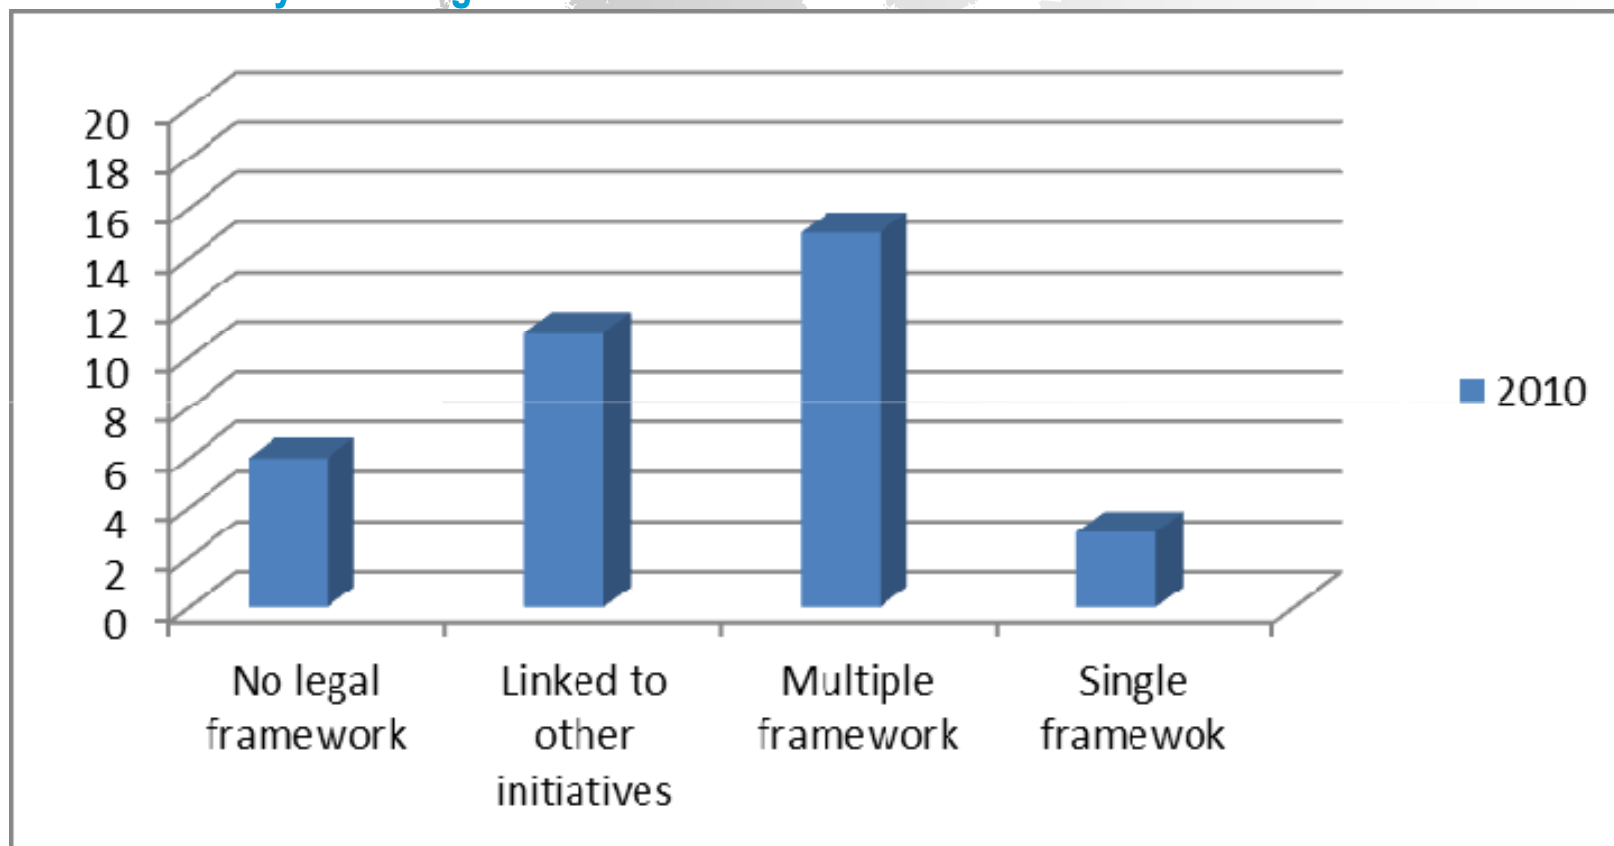 20
18
16
14
12
10
8
6
4
2
0
No legal
framework
Linked to
other
initiatives
Multiple
framework
Single
framewok
2010